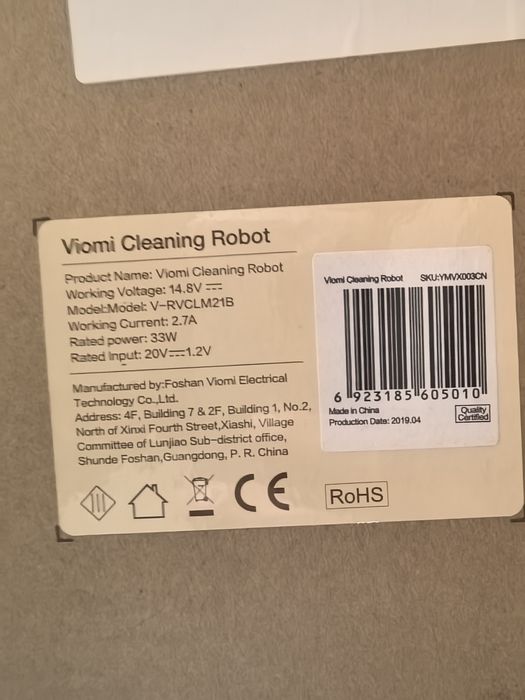 Viomi Cleaning Robot
Product Name: Viomi Cleaning Robot
Working Voltage: 14.8V
Model:Model: V-RVCLM21B
Working Current: 2.7A
Rated power: 33W
Rated Input: 20V⎓1.2V
Manufactured by:Foshan Viomi Electrical
Technology Co.,Ltd.
Address: 4F, Building 7 & 2F, Building 1, No.2,
North of Xinxi Fourth Street,Xiashi, Village
Committee of Lunjiao Sub-district office,
Shunde Foshan,Guangdong, P. R. China
CE
RoHS
Viomi Cleaning Robot SKU:YMVX003CN
6 923185 605010
Made in China
Production Date: 2019.04
Quality
Certified